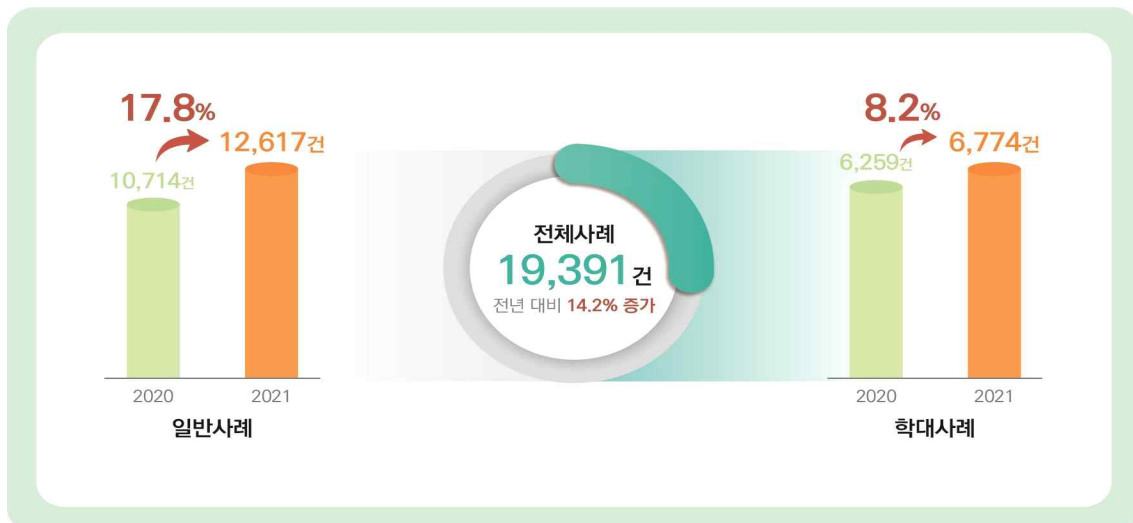 17.8%
12,617건
10,714건
2020
2021
일반사례
전체사례
19,391건
전년 대비 14.2% 증가
8.2%
6,774건
6,259건
2020
2021
학대사례